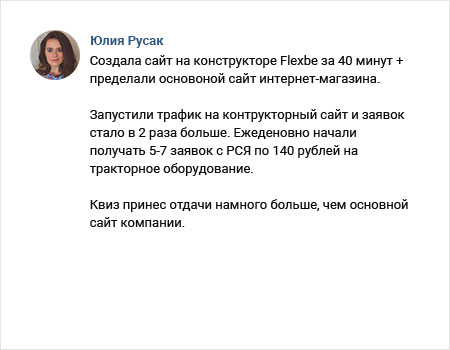 Юлия Русак
Создала сайт на конструкторе Flexbe за 40 минут +
пределали основоной сайт интернет-магазина.
Запустили трафик на контрукторный сайт и заявок
стало в 2 раза больше. Ежеденовно начали
получать 5-7 заявок с РСЯ по 140 рублей на
тракторное оборудование.
Квиз принес отдачи намного больше, чем основной
сайт компании.